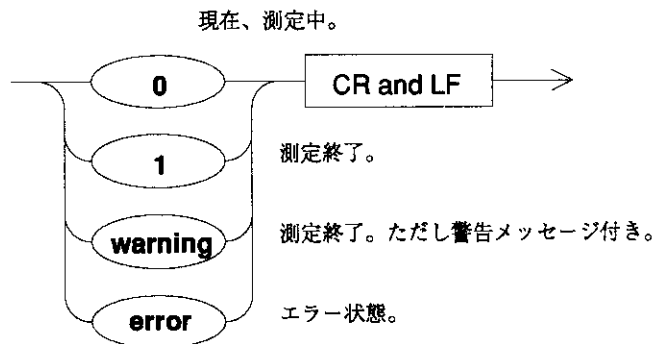 現在、測定中。
0
CR and LF
1
測定終了。
warning
測定終了。ただし警告メッセージ付き。
error
エラー状態。